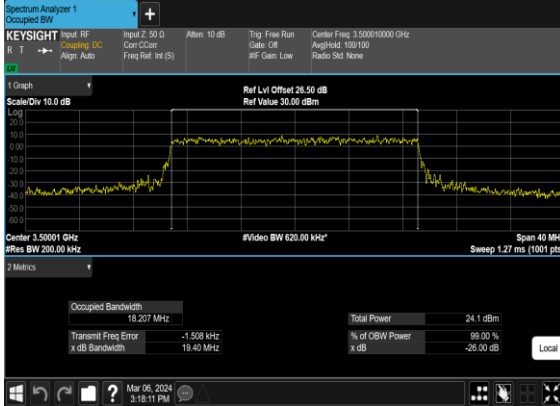 Spectrum Analyzer 1
Occupied BW
+
KEYSIGHT Input: RF Input Z: 50 Ω Atten: 10 dB Trig: Free Run Center Freq: 3.500010000 GHz
R T Coupling: DC Corr CCorr Gate: Off Avg|Hold: 100/100
Align: Auto Freq Ref: Int (S) #IF Gain: Low Radio Std: None
1 Graph Ref Lvl Offset 26.50 dB
Scale/Div 10.0 dB Ref Value 30.00 dBm
Log
20.0
10.0
0.00
-10.0
-20.0
-30.0
-40.0
-50.0
-60.0
Center 3.50001 GHz #Video BW 620.00 kHz* Span 40 MH
#Res BW 200.00 kHz Sweep 1.27 ms (1001 pts
2 Metrics
Occupied Bandwidth
18.207 MHz Total Power 24.1 dBm
Transmit Freq Error -1.508 kHz % of OBW Power 99.00 %
x dB Bandwidth 19.40 MHz x dB -26.00 dB
Local
? Mar 06, 2024
3:18:11 PM